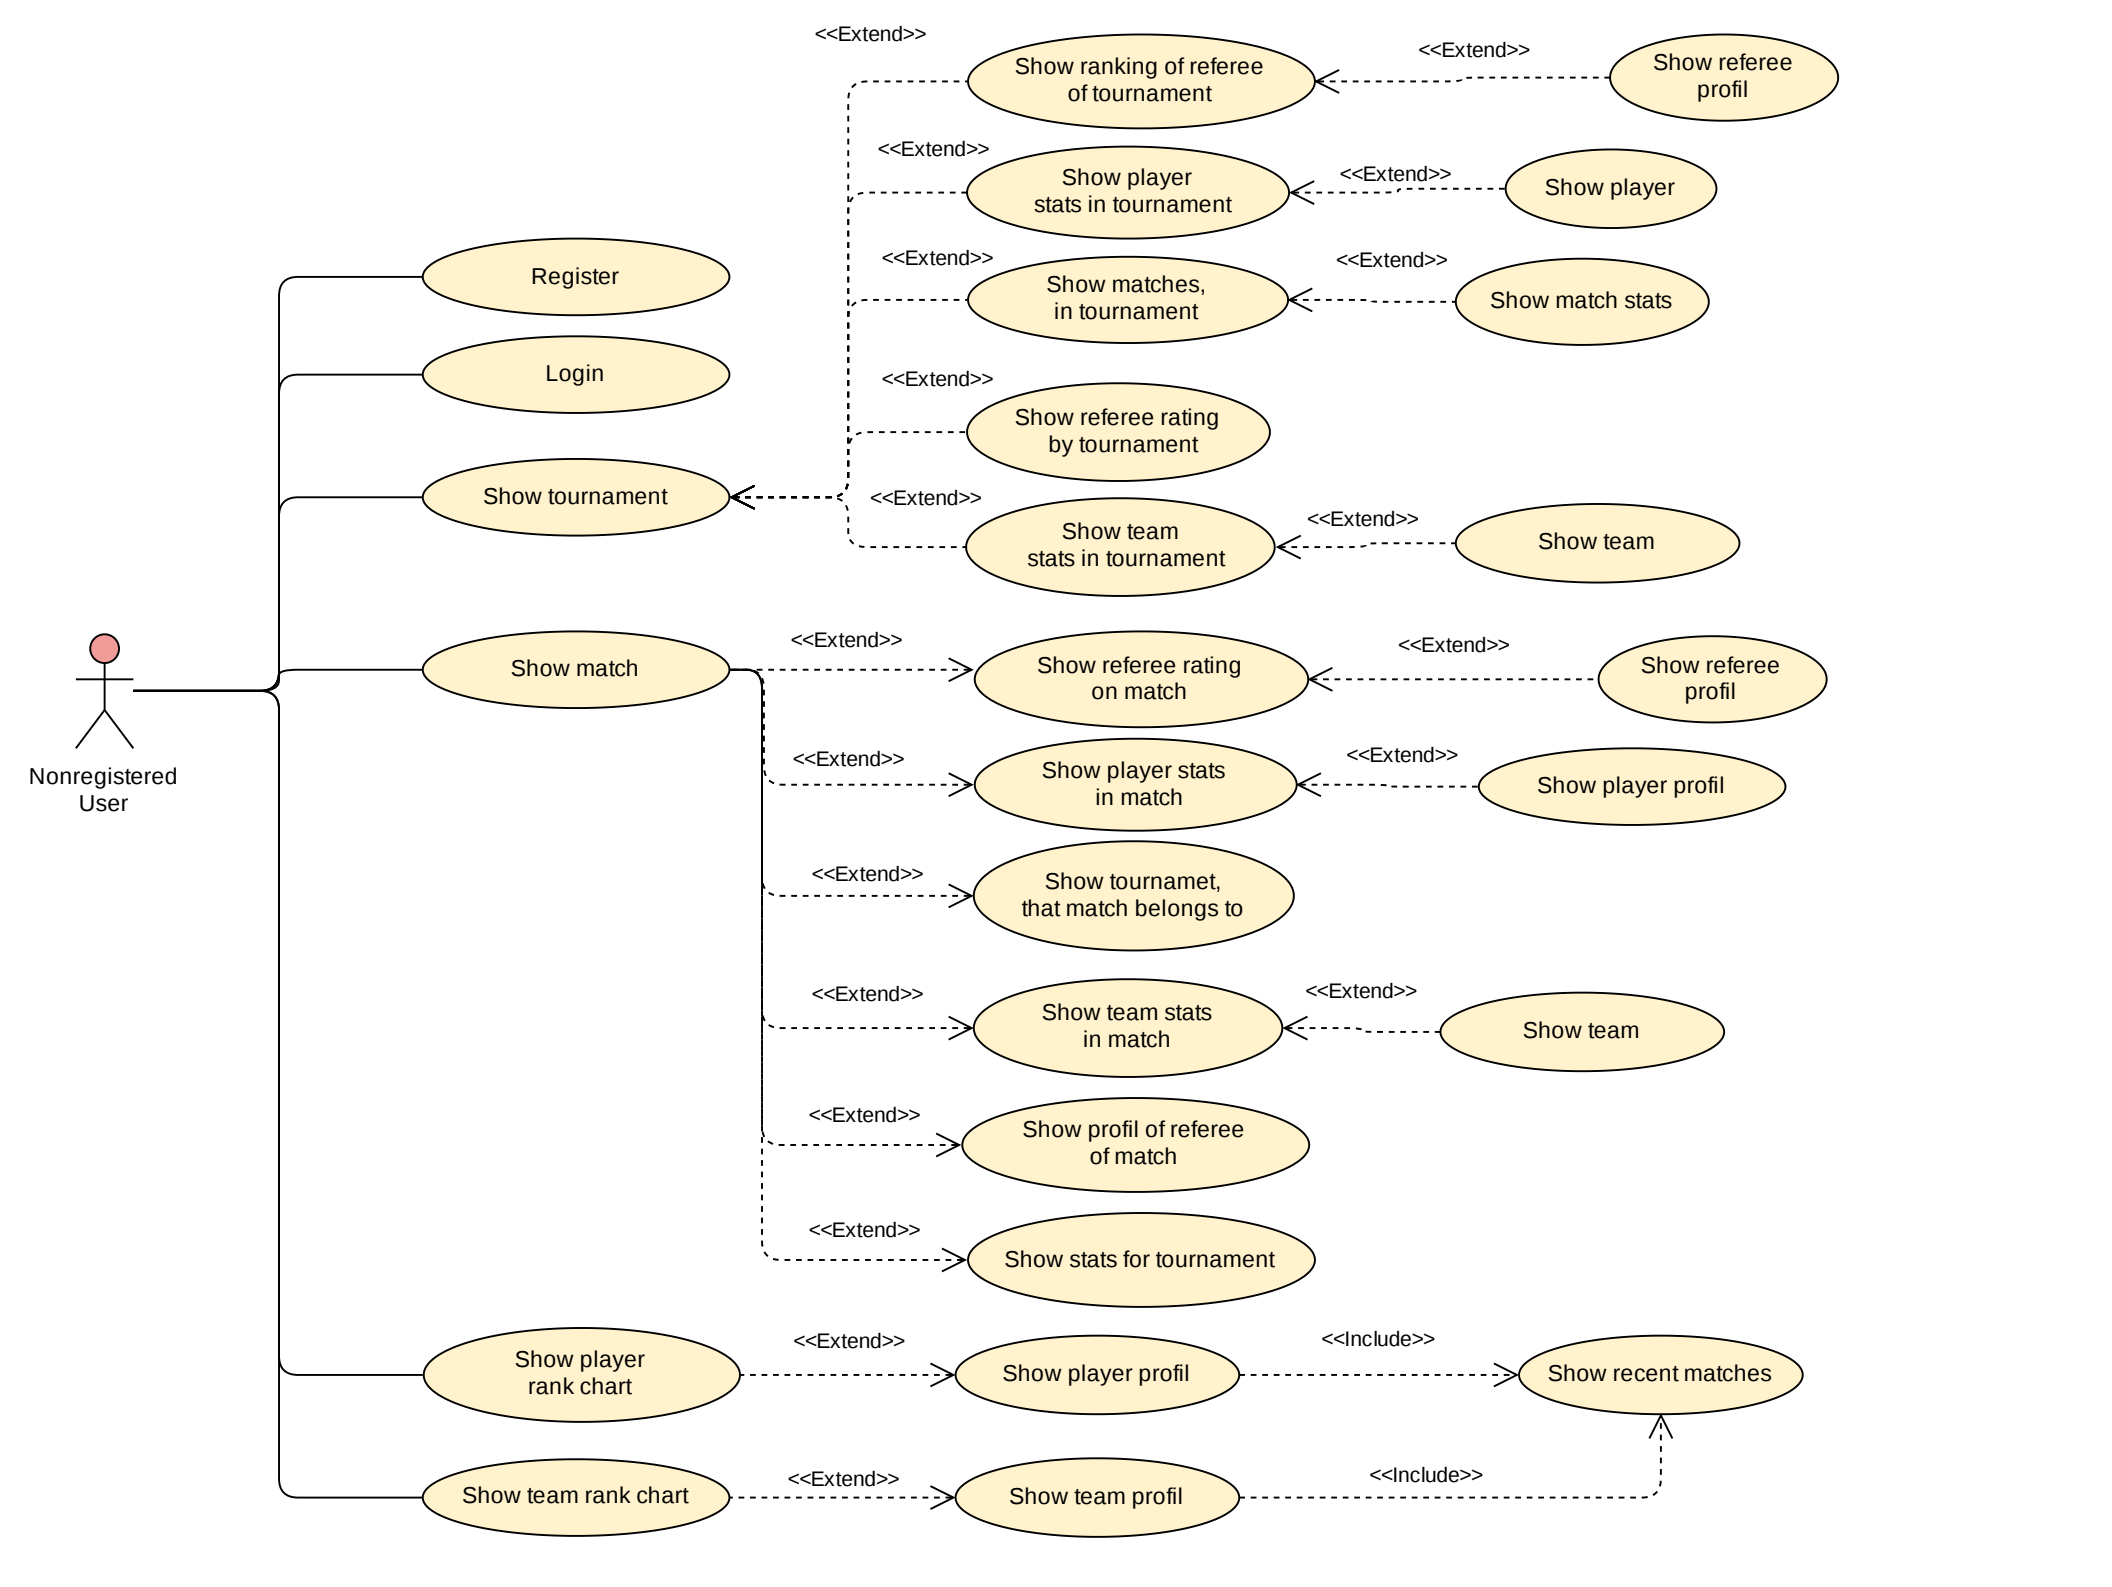 <<Extend>>
Show ranking of referee
of tournament
<<Extend>>
Show referee
profil
<<Extend>>
Show player
stats in tournament
<<Extend>>
Show player
Register
<<Extend>>
Show matches,
in tournament
<<Extend>>
Show match stats
Login
<<Extend>>
Show referee rating
by tournament
Show tournament
<<Extend>>
Show team
stats in tournament
<<Extend>>
Show team
Nonregistered
User
Show match
<<Extend>>
Show referee rating
on match
<<Extend>>
Show referee
profil
<<Extend>>
Show player stats
in match
<<Extend>>
Show player profil
<<Extend>>
Show tournamet,
that match belongs to
<<Extend>>
Show team stats
in match
<<Extend>>
Show team
<<Extend>>
Show profil of referee
of match
<<Extend>>
Show stats for tournament
Show player
rank chart
<<Extend>>
Show player profil
<<Include>>
Show recent matches
Show team rank chart
<<Extend>>
Show team profil
<<Include>>